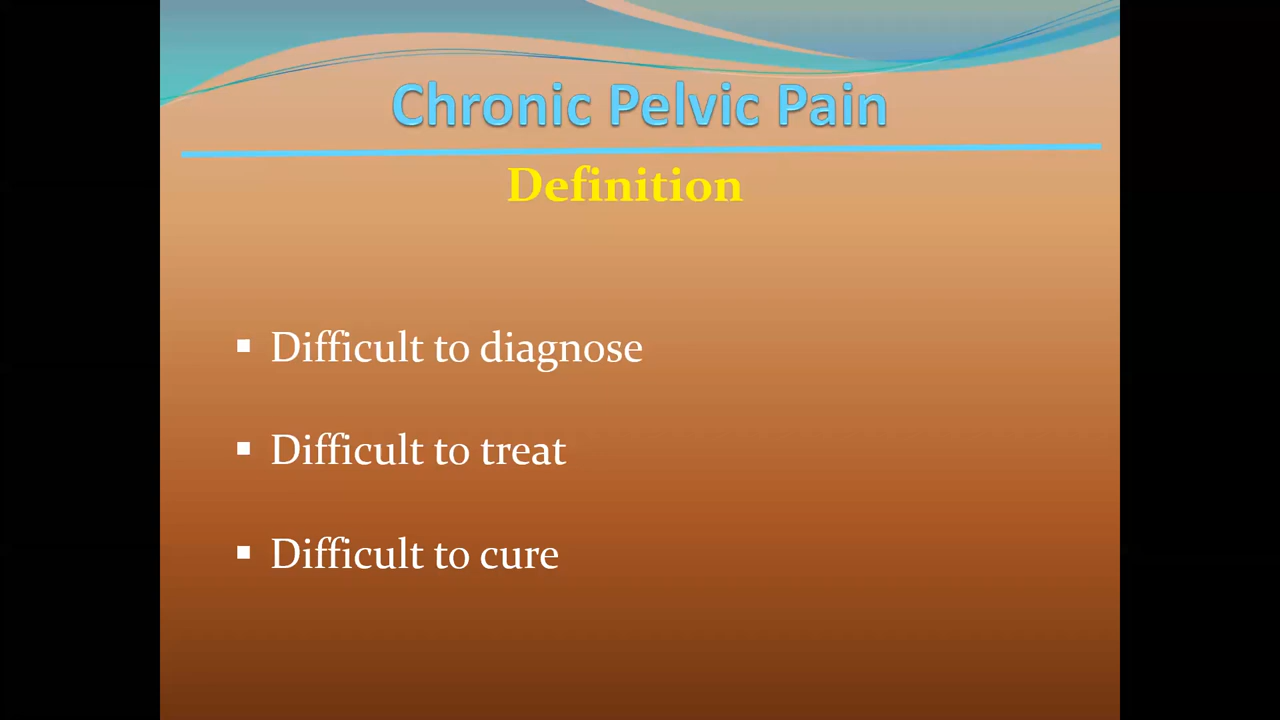 Chronic Pelvic Pain
Definition
▪ Difficult to diagnose
▪ Difficult to treat
▪ Difficult to cure